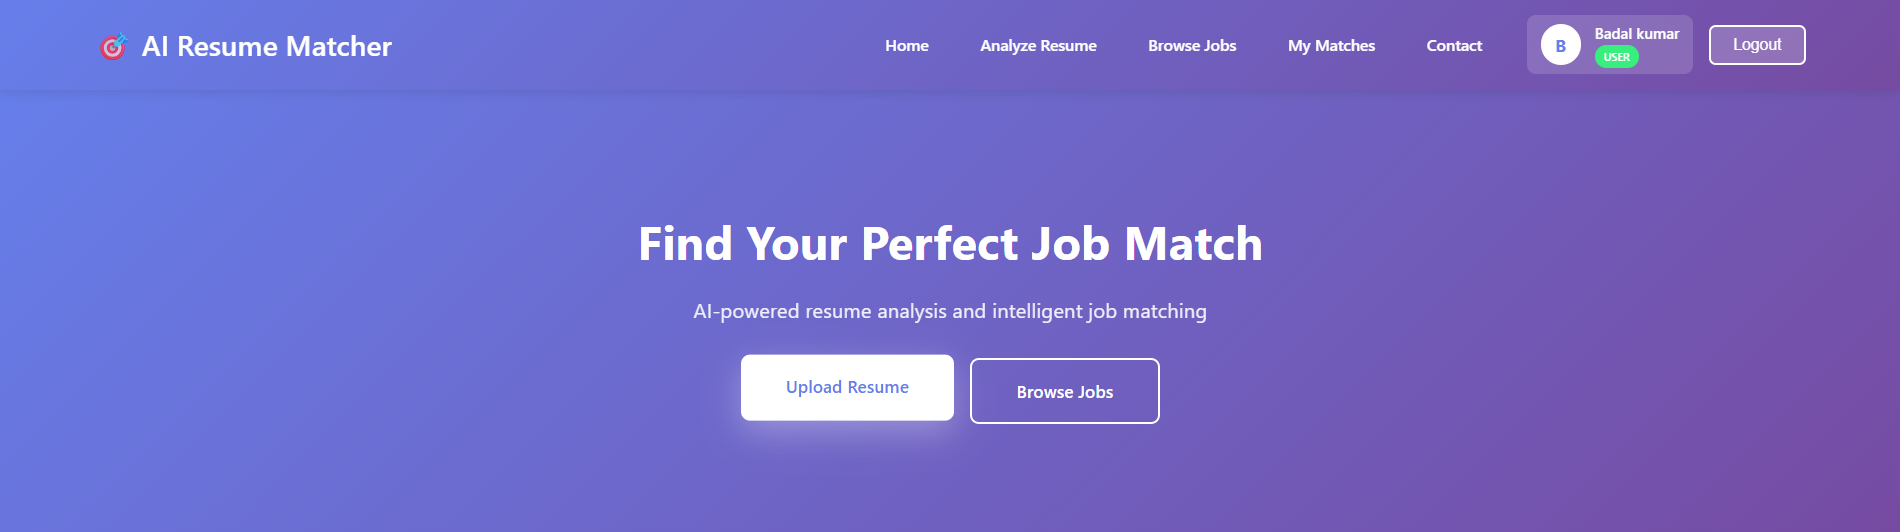 AI Resume Matcher
Home
Analyze Resume
Browse Jobs
My Matches
Contact
B
Badal kumar
USER
Logout
Find Your Perfect Job Match
AI-powered resume analysis and intelligent job matching
Upload Resume
Browse Jobs